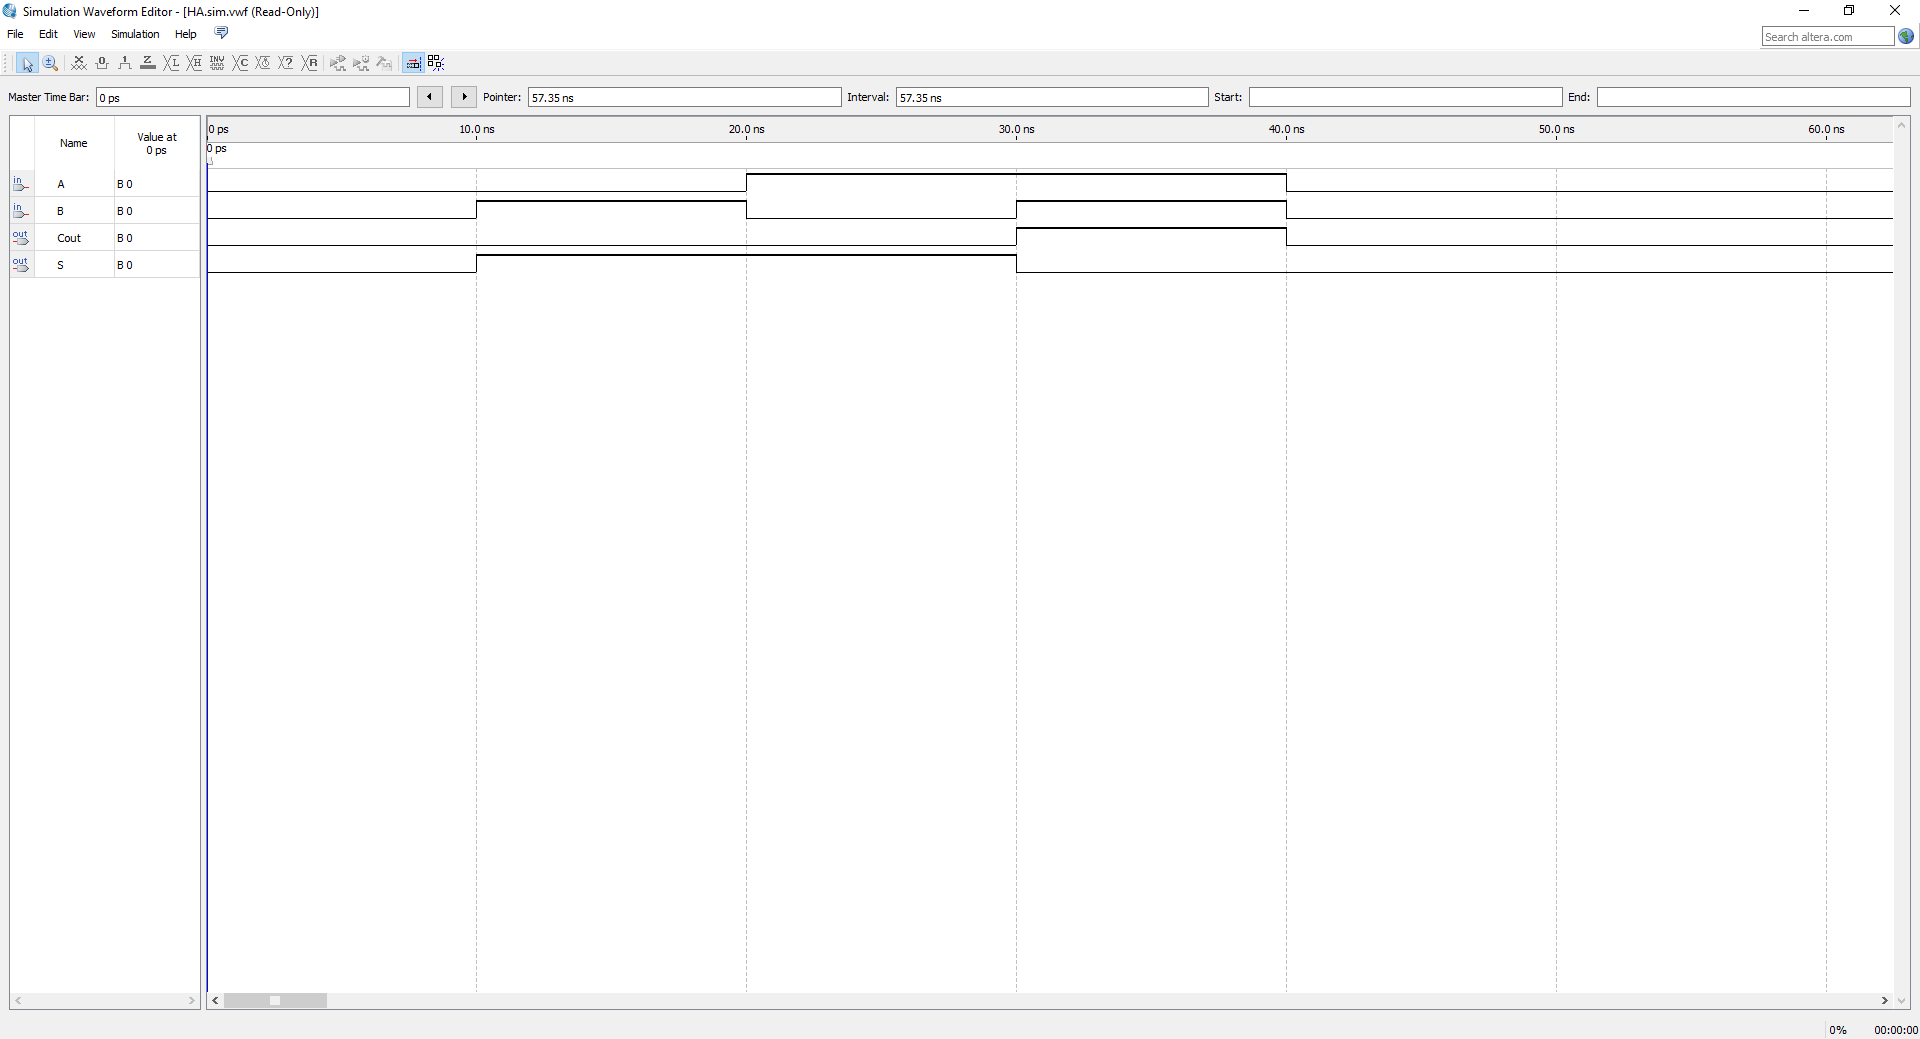 Simulation Waveform Editor - [HA.sim.vwf (Read-Only)]
File Edit View Simulation Help
Search altera.com
Master Time Bar: 0 ps Pointer: 57.35 ns Interval: 57.35 ns Start: End:
Name Value at 0 ps
0 ps 10.0 ns 20.0 ns 30.0 ns 40.0 ns 50.0 ns 60.0 ns
0 ps
in A B 0
in B B 0
out Cout B 0
out S B 0
0% 00:00:00